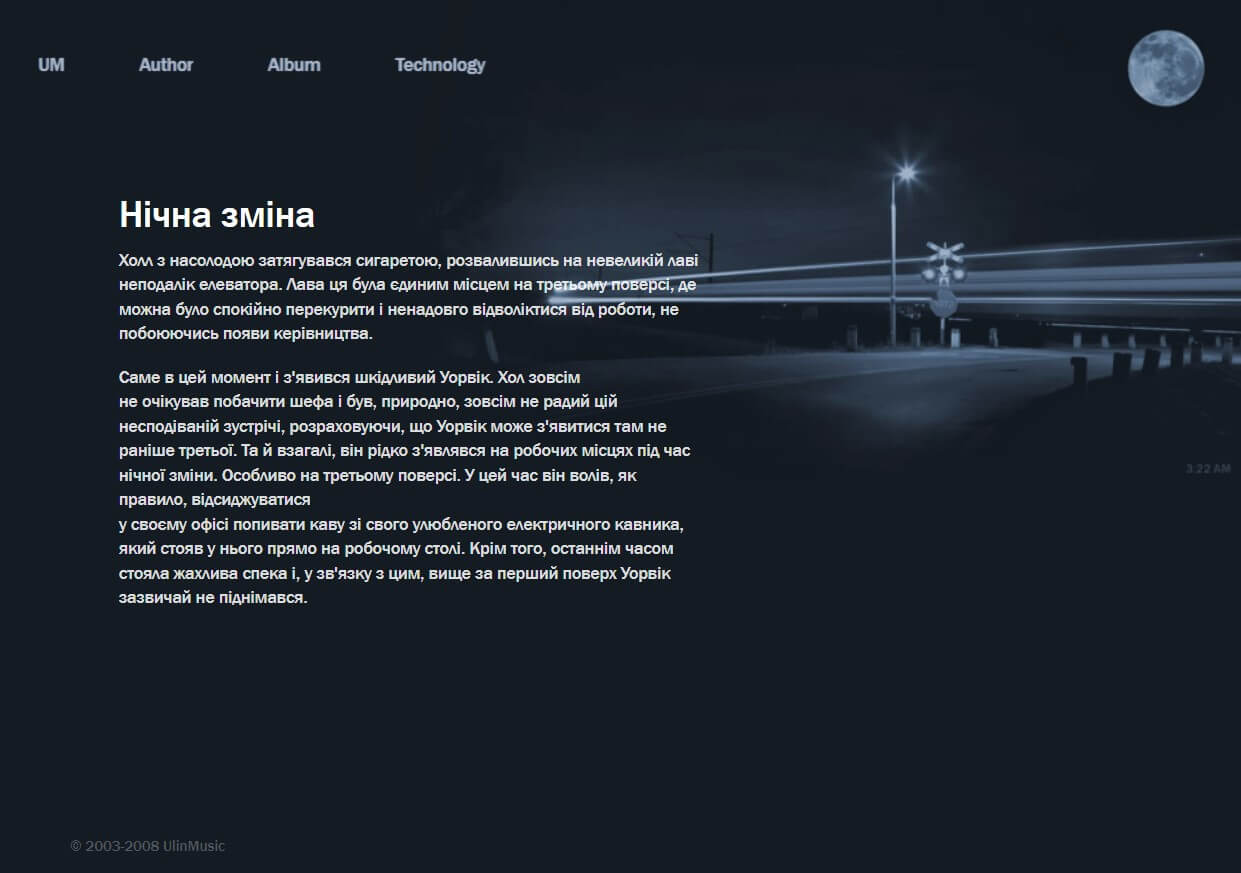 UM Author Album Technology
Нічна зміна
Холл з насолодою затягувався сигаретою, розвалившись на невеликій лаві
неподалік елеватора. Лава ця була єдиним місцем на третьому поверсі, де
можна було спокійно перекурити і ненадовго відволіктися від роботи, не
побоюючись появи керівництва.
Саме в цей момент і з'явився шкідливий Уорвік. Хол зовсім
не очікував побачити шефа і був, природно, зовсім не радий цій
несподіваній зустрічі, розраховуючи, що Уорвік може з'явитися там не
раніше третьої. Та й взагалі, він рідко з'являвся на робочих місцях під час
нічної зміни. Особливо на третьому поверсі. У цей час він волів, як
правило, відсиджуватися
у своєму офісі попивати каву зі свого улюбленого електричного кавника,
який стояв у нього прямо на робочому столі. Крім того, останнім часом
стояла жахлива спека і, у зв'язку з цим, вище за перший поверх Уорвік
зазвичай не піднімався.
3.22 AM
© 2003-2008 UlinMusic